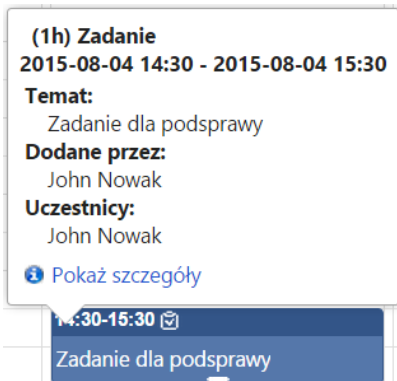 (1h) Zadanie
2015-08-04 14:30 - 2015-08-04 15:30
Temat:
Zadanie dla podsprawy
Dodane przez:
John Nowak
Uczestnicy:
John Nowak
Pokaż szczegóły
14:30-15:30
Zadanie dla podsprawy